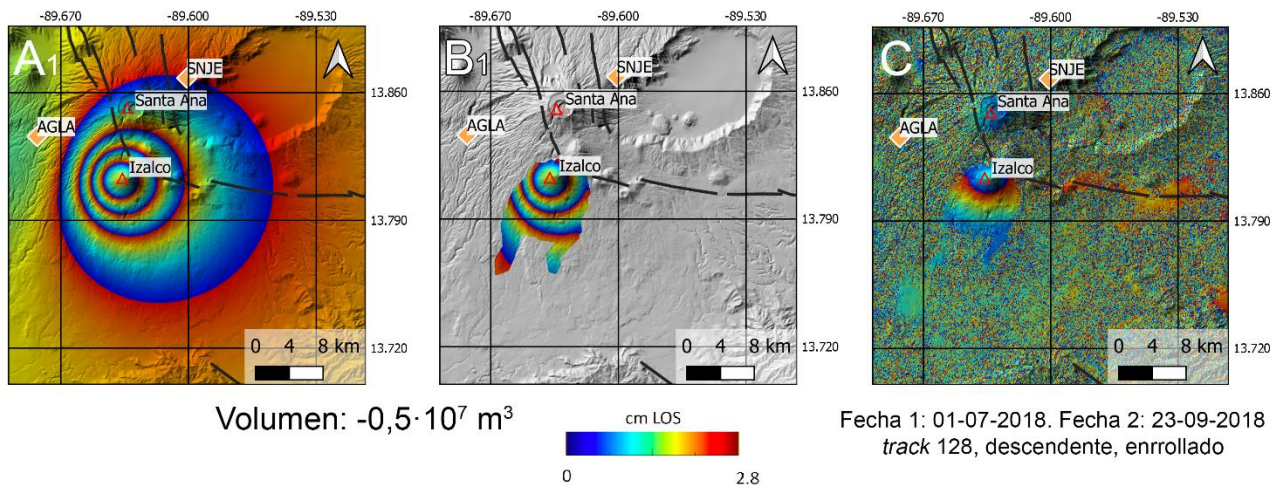 -89.670 -89.600 -89.530
A1
SNJE
13.860
Santa Ana
AGLA
Izalco
13.790
0 4 8 km
13.720
-89.670 -89.600 -89.530
B1
SNJE
13.860
Santa Ana
AGLA
Izalco
13.790
0 4 8 km
13.720
-89.670 -89.600 -89.530
C
SNJE
13.860
Santa Ana
AGLA
Izalco
13.790
0 4 8 km
13.720
Volumen: -0,5·10⁷ m³
cm LOS
0 2.8
Fecha 1: 01-07-2018. Fecha 2: 23-09-2018
track 128, descendente, enrrollado